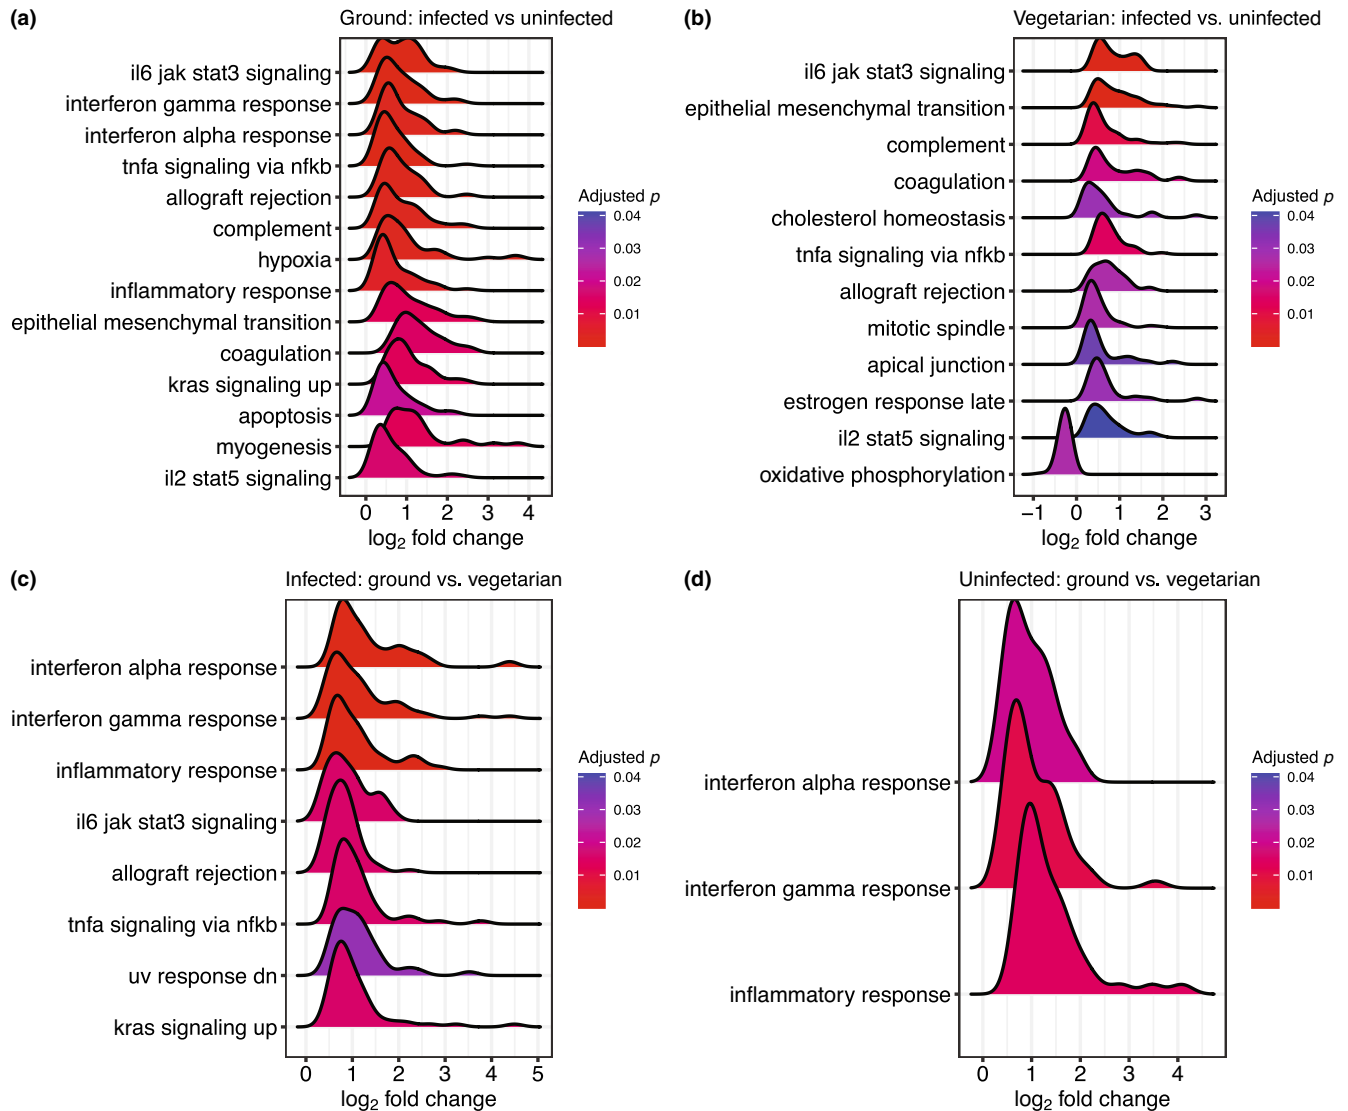 (a) Ground: infected vs uninfected
il6 jak stat3 signaling
interferon gamma response
interferon alpha response
tnfa signaling via nfkb
allograft rejection
complement
hypoxia
inflammatory response
epithelial mesenchymal transition
coagulation
kras signaling up
apoptosis
myogenesis
il2 stat5 signaling
0 1 2 3 4
log2 fold change
Adjusted p
0.04
0.03
0.02
0.01
(b) Vegetarian: infected vs. uninfected
il6 jak stat3 signaling
epithelial mesenchymal transition
complement
coagulation
cholesterol homeostasis
tnfa signaling via nfkb
allograft rejection
mitotic spindle
apical junction
estrogen response late
il2 stat5 signaling
oxidative phosphorylation
−1 0 1 2 3
log2 fold change
Adjusted p
0.04
0.03
0.02
0.01
(c) Infected: ground vs. vegetarian
interferon alpha response
interferon gamma response
inflammatory response
il6 jak stat3 signaling
allograft rejection
tnfa signaling via nfkb
uv response dn
kras signaling up
0 1 2 3 4 5
log2 fold change
Adjusted p
0.04
0.03
0.02
0.01
(d) Uninfected: ground vs. vegetarian
interferon alpha response
interferon gamma response
inflammatory response
0 1 2 3 4
log2 fold change
Adjusted p
0.04
0.03
0.02
0.01